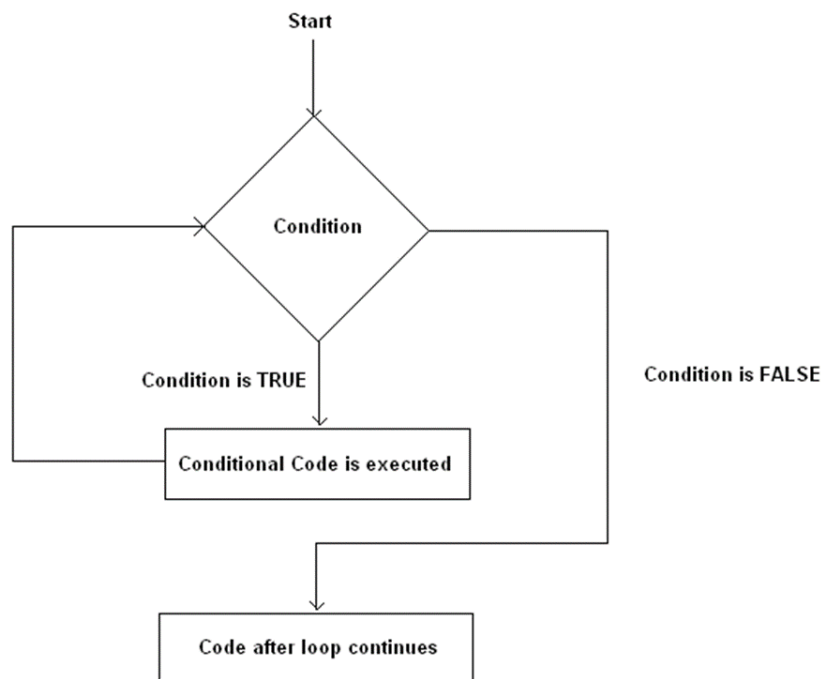 Start
Condition
Condition is TRUE
Condition is FALSE
Conditional Code is executed
Code after loop continues